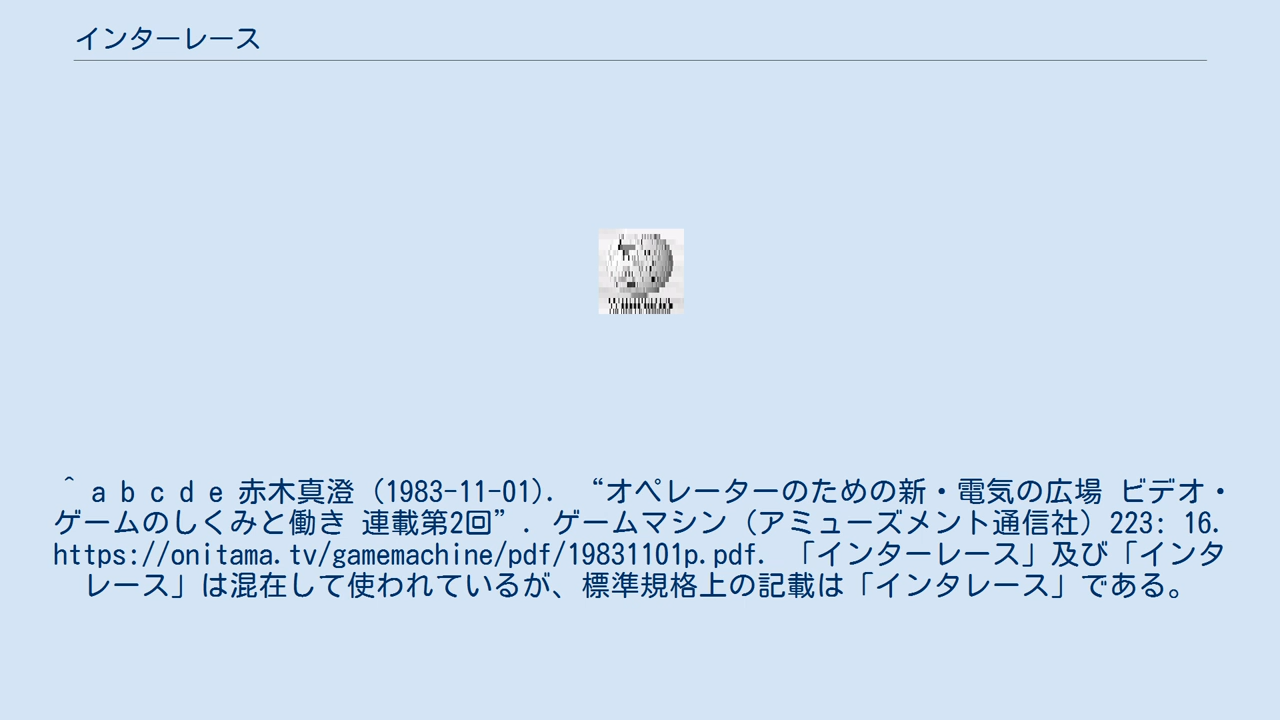 インターレース
^ a b c d e 赤木真澄（1983-11-01）. “オペレーターのための新・電気の広場 ビデオ・
ゲームのしくみと働き 連載第2回”. ゲームマシン（アミューズメント通信社）223: 16.
https://onitama.tv/gamemachine/pdf/19831101p.pdf. 「インターレース」及び「インタ
レース」は混在して使われているが、標準規格上の記載は「インタレース」である。